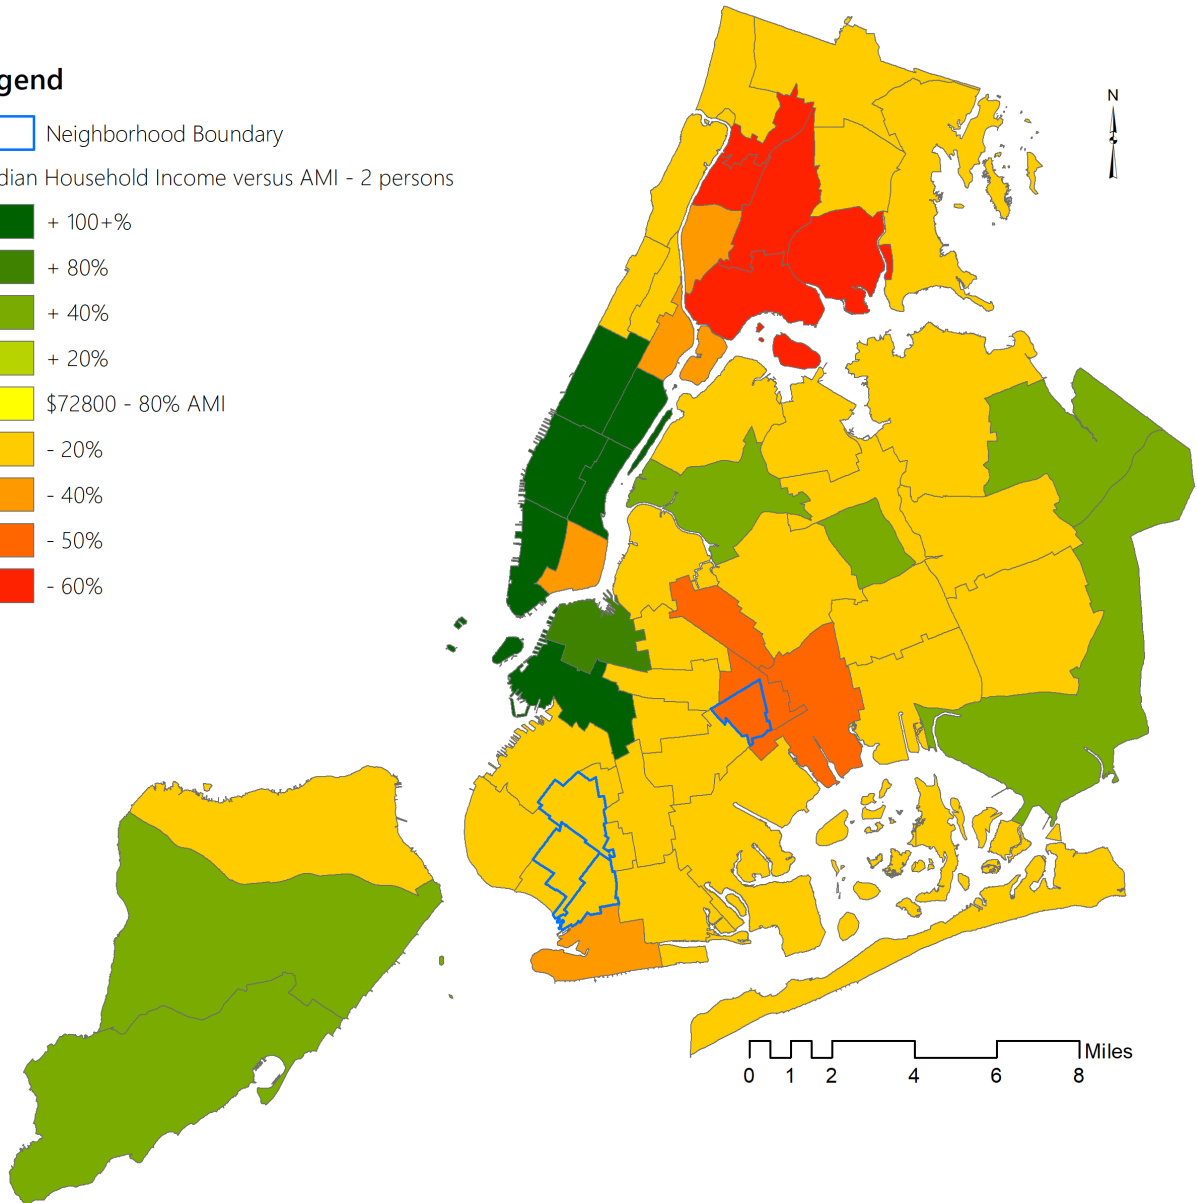 gend
Neighborhood Boundary
dian Household Income versus AMI - 2 persons
+ 100+%
+ 80%
+ 40%
+ 20%
$72800 - 80% AMI
- 20%
- 40%
- 50%
- 60%
N
Miles
0 1 2 4 6 8